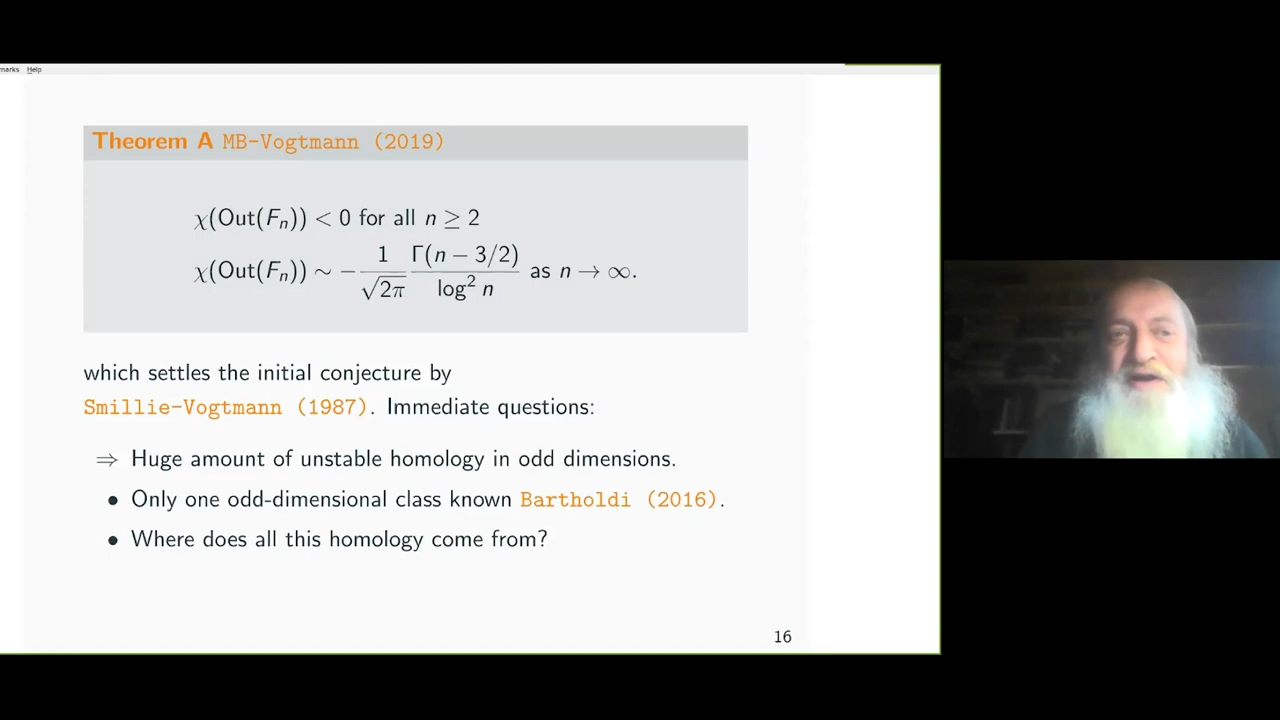 marks Help
Theorem A MB-Vogtmann (2019)
χ(Out(Fₙ)) < 0 for all n ≥ 2
χ(Out(Fₙ)) ∼ − 1/√2π Γ(n − 3/2)/log² n as n → ∞.
which settles the initial conjecture by
Smillie-Vogtmann (1987). Immediate questions:
⇒ Huge amount of unstable homology in odd dimensions.
• Only one odd-dimensional class known Bartholdi (2016).
• Where does all this homology come from?
16